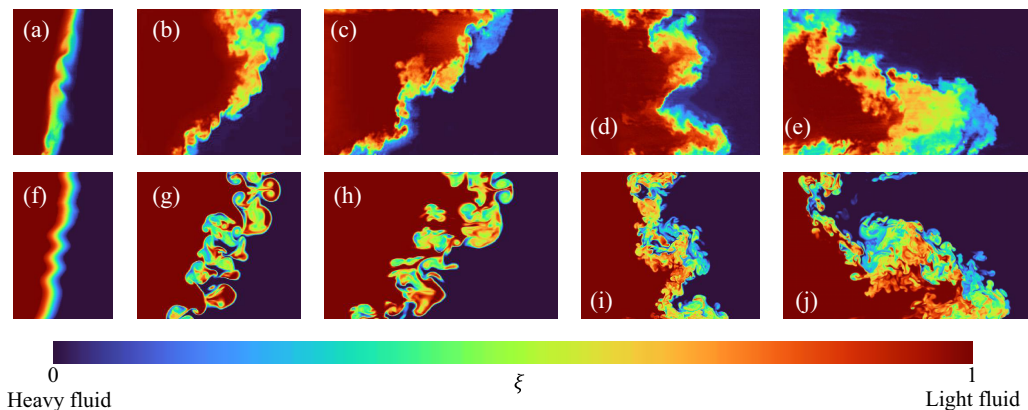 (a) (b) (c) (d) (e)
(f) (g) (h) (i) (j)
0 ξ 1
Heavy fluid Light fluid